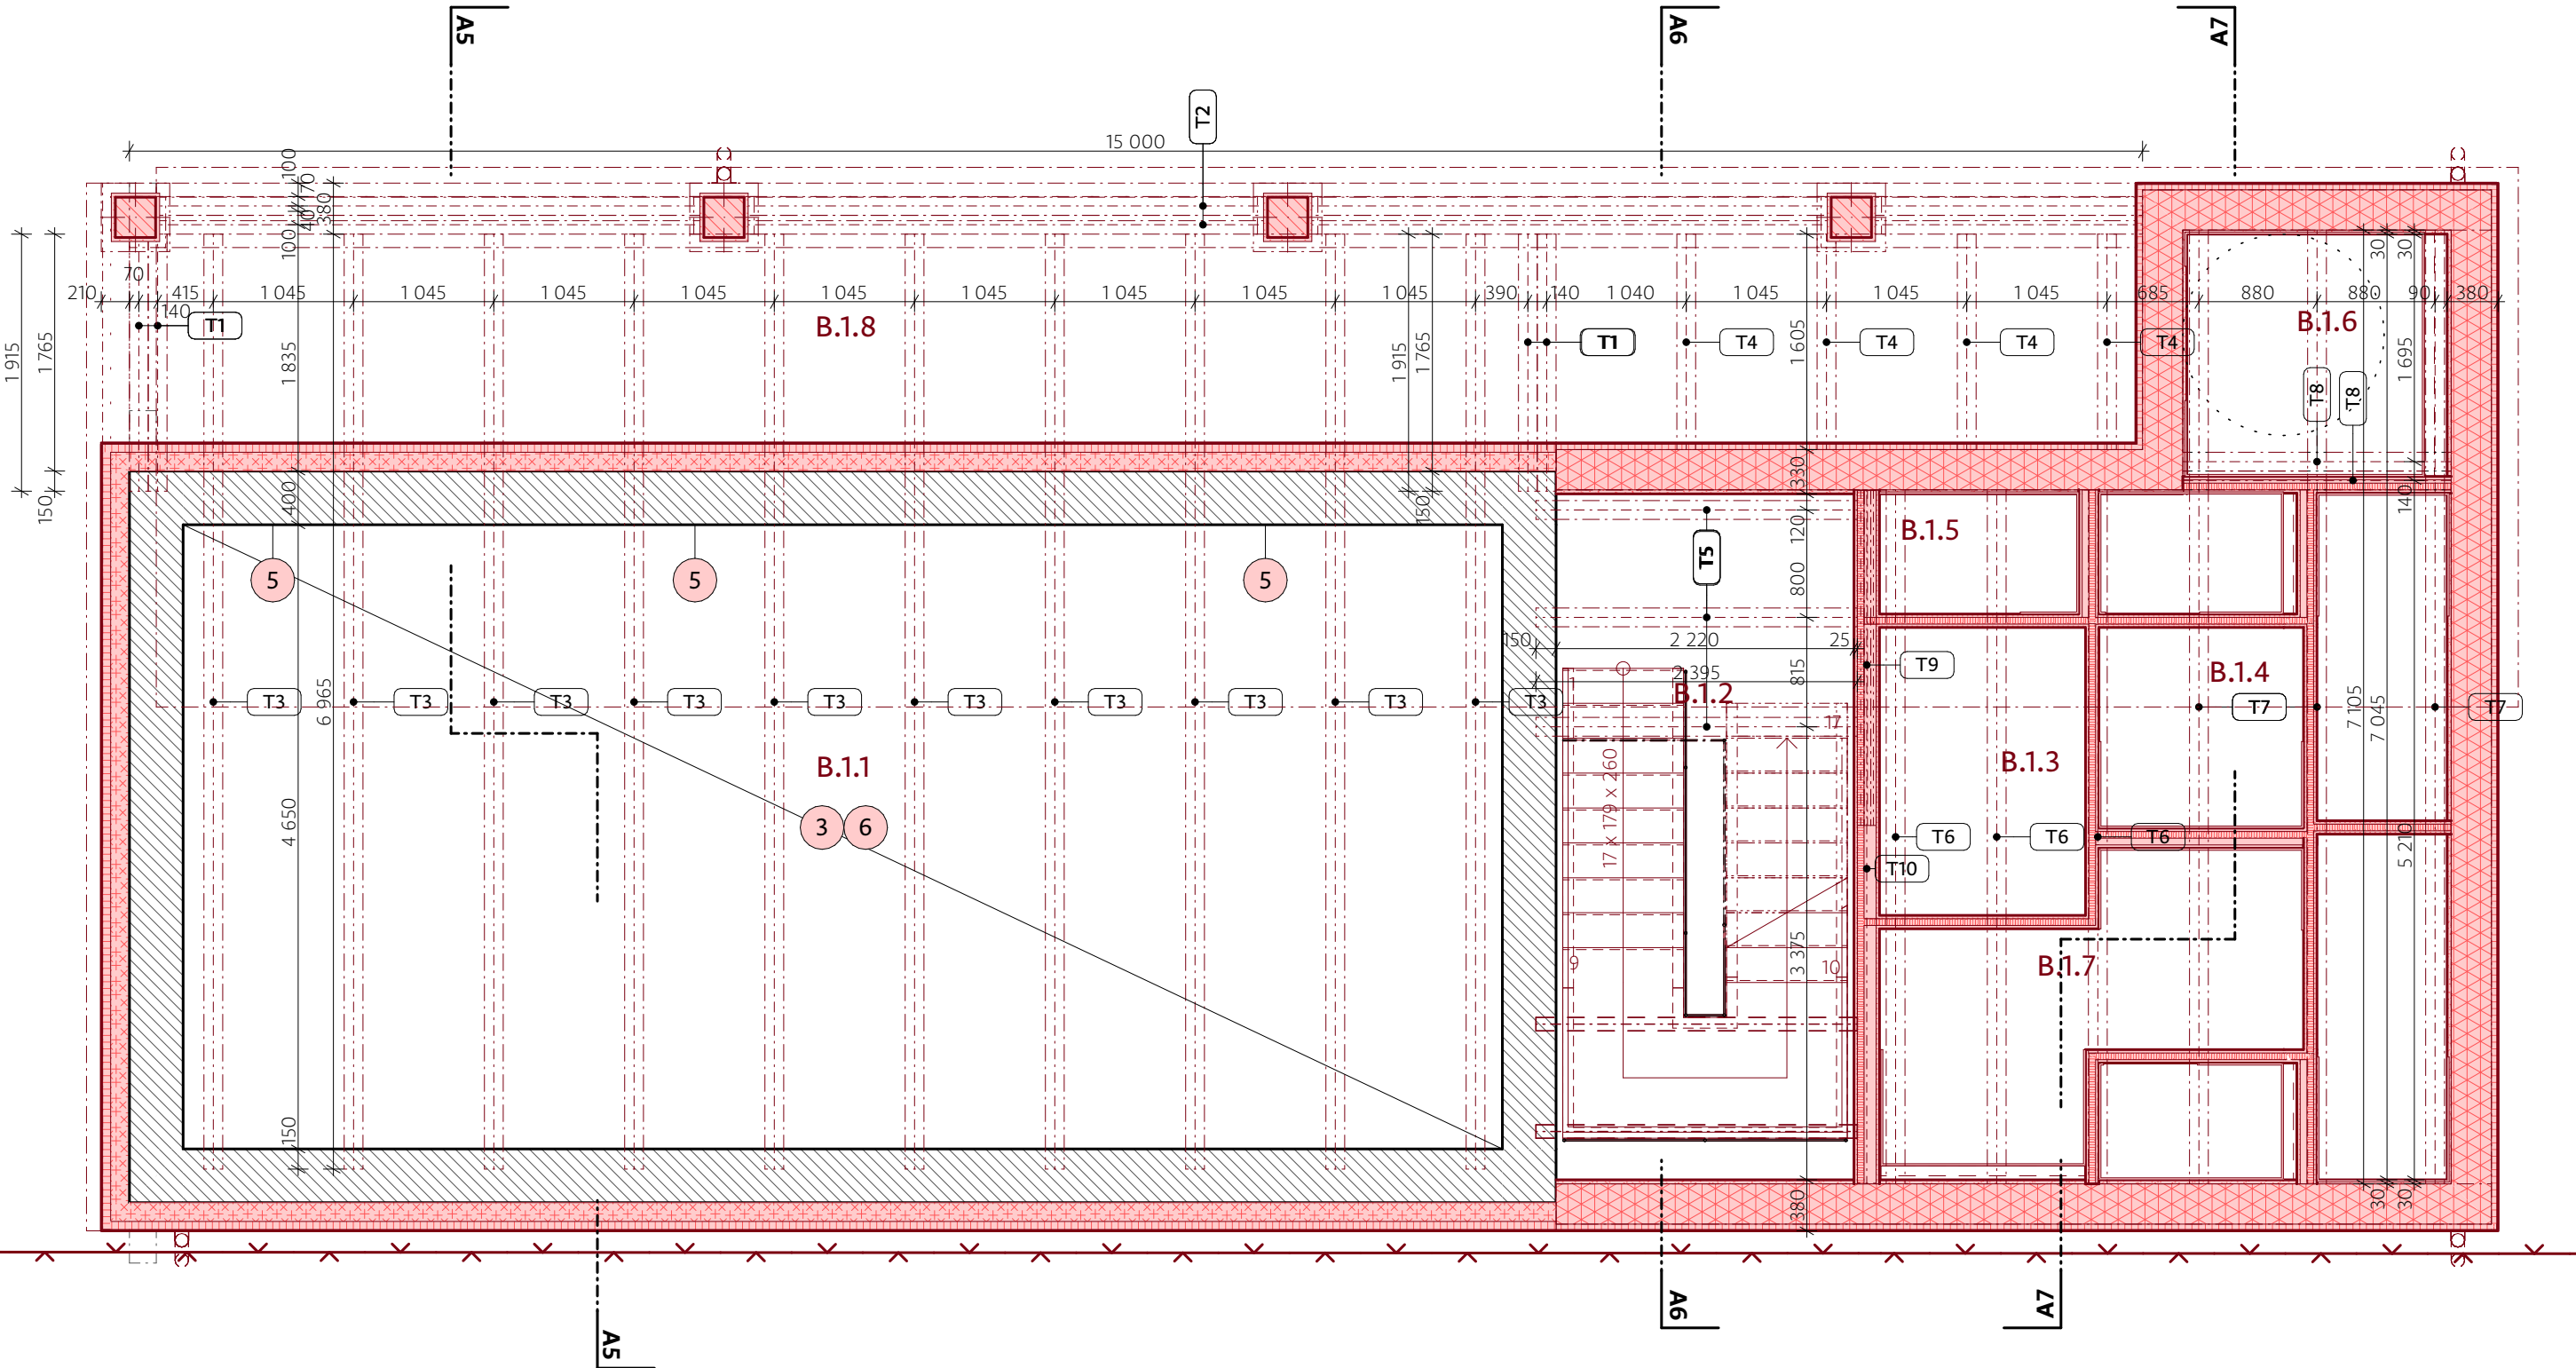 A5
A6
A7
T2
15 000
100
70
40
380
100
1 915
1 765
150
210
70
415
140
T1
1 045
1 045
1 045
1 045
1 045
1 045
1 045
1 045
1 045
390
140
1 040
1 045
1 045
1 045
685
880
880
90
380
30
30
B.1.8
B.1.6
T1
T4
T4
T4
T4
1 835
1 915
1 765
150
1 605
1 695
T8
T8
400
330
140
120
T5
800
B.1.5
5
5
5
150
2 220
25
2 395
815
T9
B.1.2
B.1.4
1
17
T3
T3
T3
T3
T3
T3
T3
T3
T3
T3
T7
T7
6 965
7 105
7 045
B.1.1
B.1.3
17 x 179 x 260
4 650
3
6
T6
T6
T6
T10
5 210
9
10
3 375
B.1.7
150
380
30
30
A5
A6
A7